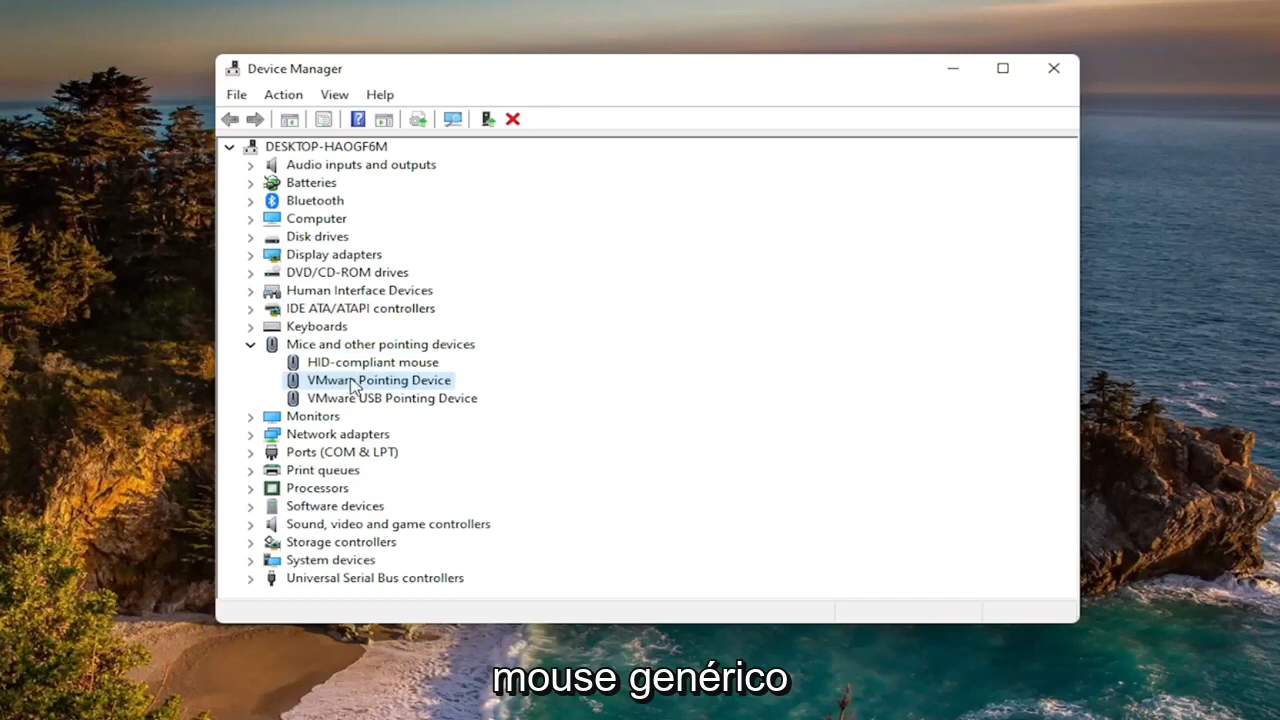 Device Manager
File Action View Help
DESKTOP-HAOGF6M
Audio inputs and outputs
Batteries
Bluetooth
Computer
Disk drives
Display adapters
DVD/CD-ROM drives
Human Interface Devices
IDE ATA/ATAPI controllers
Keyboards
Mice and other pointing devices
HID-compliant mouse
VMware Pointing Device
VMware USB Pointing Device
Monitors
Network adapters
Ports (COM & LPT)
Print queues
Processors
Software devices
Sound, video and game controllers
Storage controllers
System devices
Universal Serial Bus controllers
mouse genérico